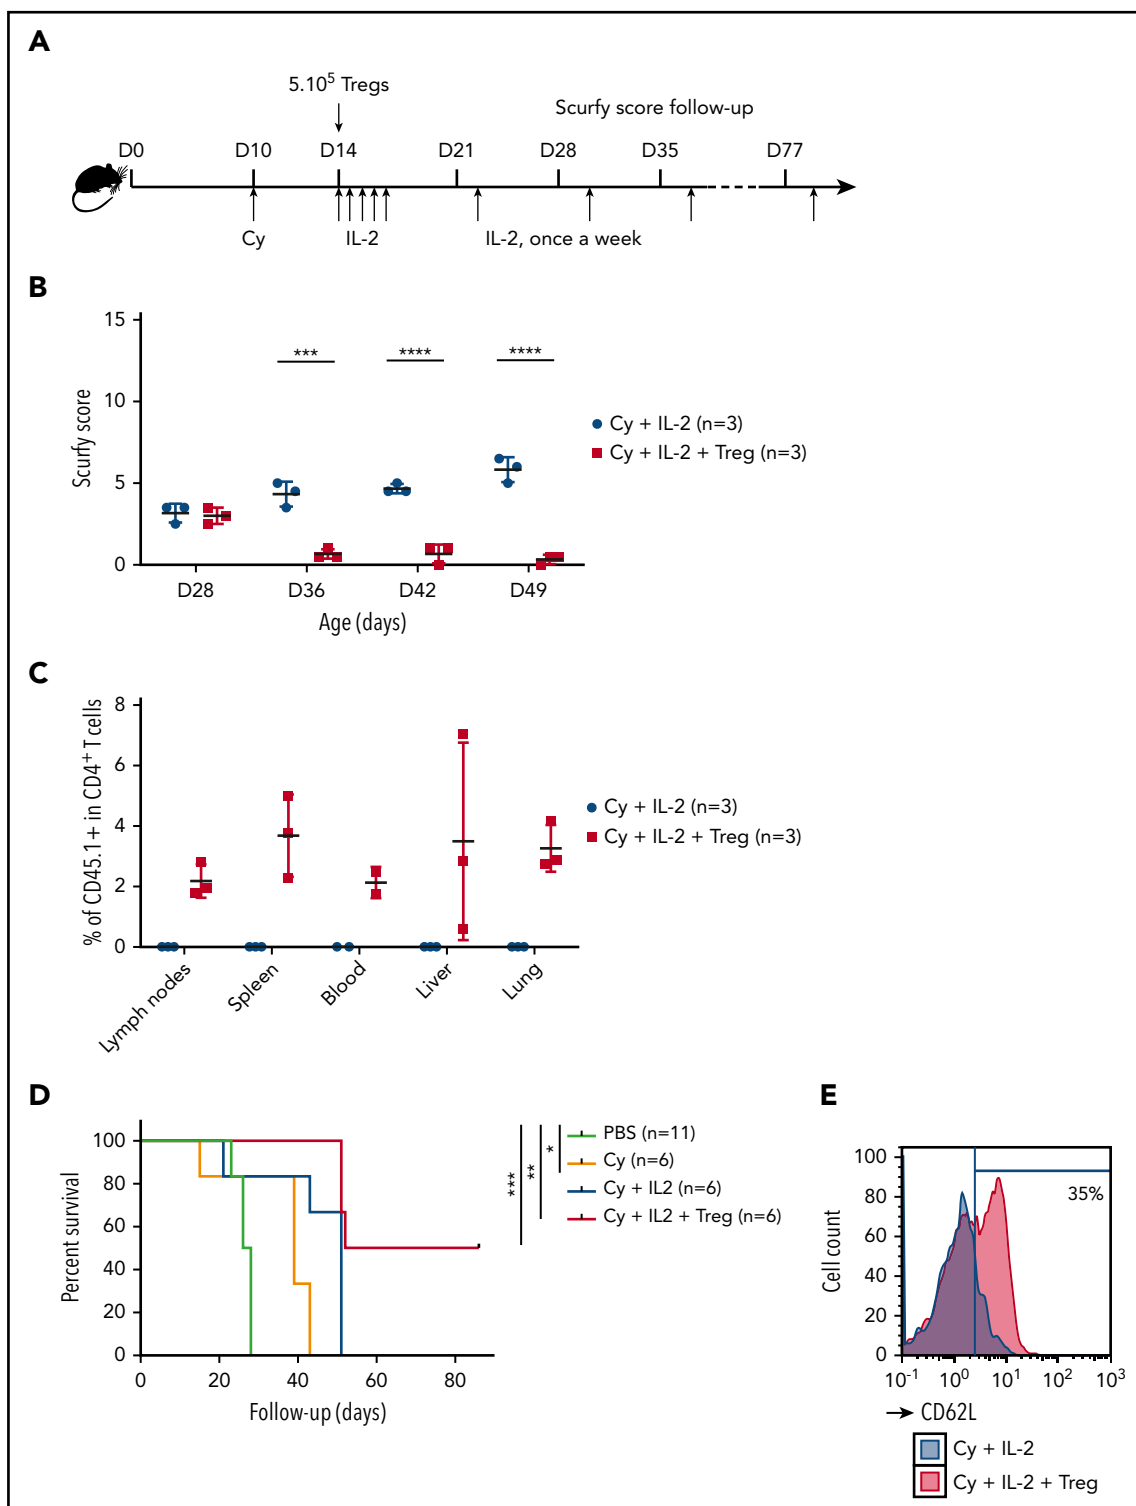 A
5.10⁵ Tregs
Scurfy score follow-up
D0 D10 D14 D21 D28 D35 D77
Cy IL-2 IL-2, once a week
B
15
10
5
0
Scurfy score
*** **** ****
D28 D36 D42 D49
Age (days)
Cy + IL-2 (n=3)
Cy + IL-2 + Treg (n=3)
C
8
6
4
2
0
% of CD45.1+ in CD4⁺ T cells
Lymph nodes Spleen Blood Liver Lung
Cy + IL-2 (n=3)
Cy + IL-2 + Treg (n=3)
D
100
80
60
40
20
0
Percent survival
0 20 40 60 80
Follow-up (days)
*** ** *
PBS (n=11)
Cy (n=6)
Cy + IL2 (n=6)
Cy + IL2 + Treg (n=6)
E
100
80
60
40
20
0
Cell count
35%
10⁻¹ 10⁰ 10¹ 10² 10³
CD62L
Cy + IL-2
Cy + IL-2 + Treg